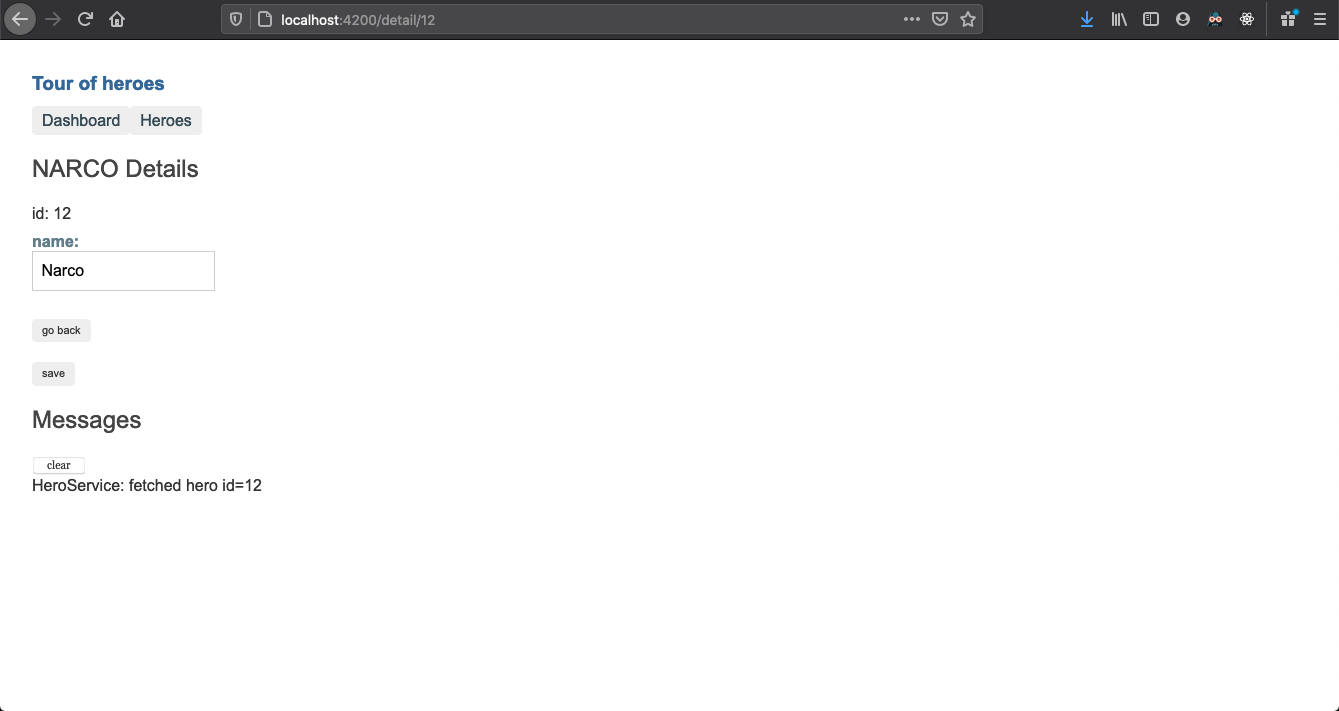 localhost:4200/detail/12
Tour of heroes
Dashboard Heroes
NARCO Details
id: 12
name:
Narco
go back
save
Messages
clear
HeroService: fetched hero id=12